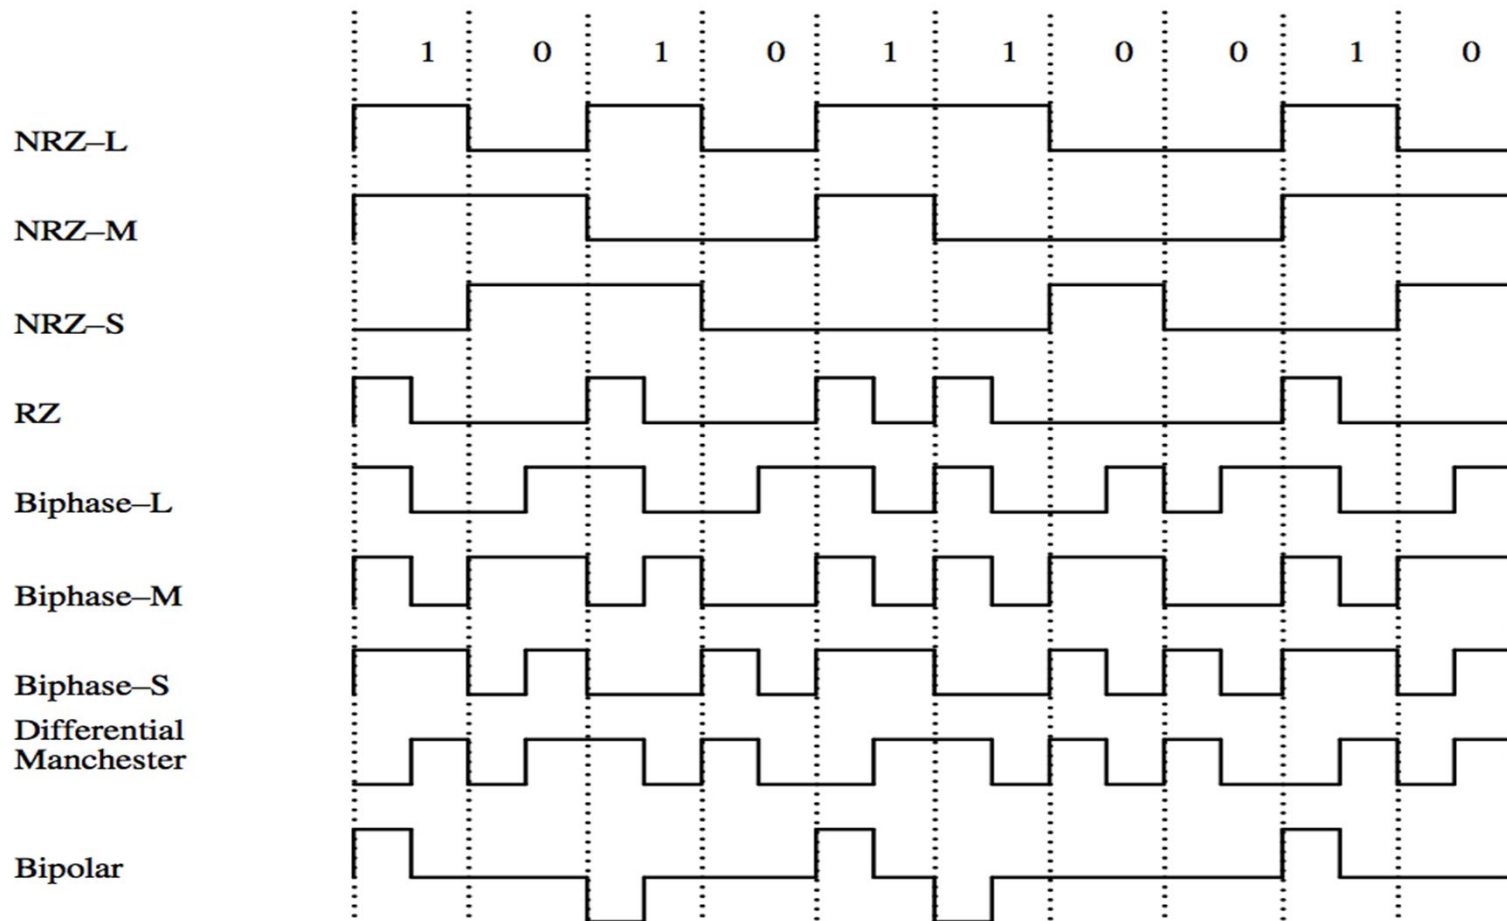 1 0 1 0 1 1 0 0 1 0
NRZ–L
NRZ–M
NRZ–S
RZ
Biphase–L
Biphase–M
Biphase–S
Differential
Manchester
Bipolar